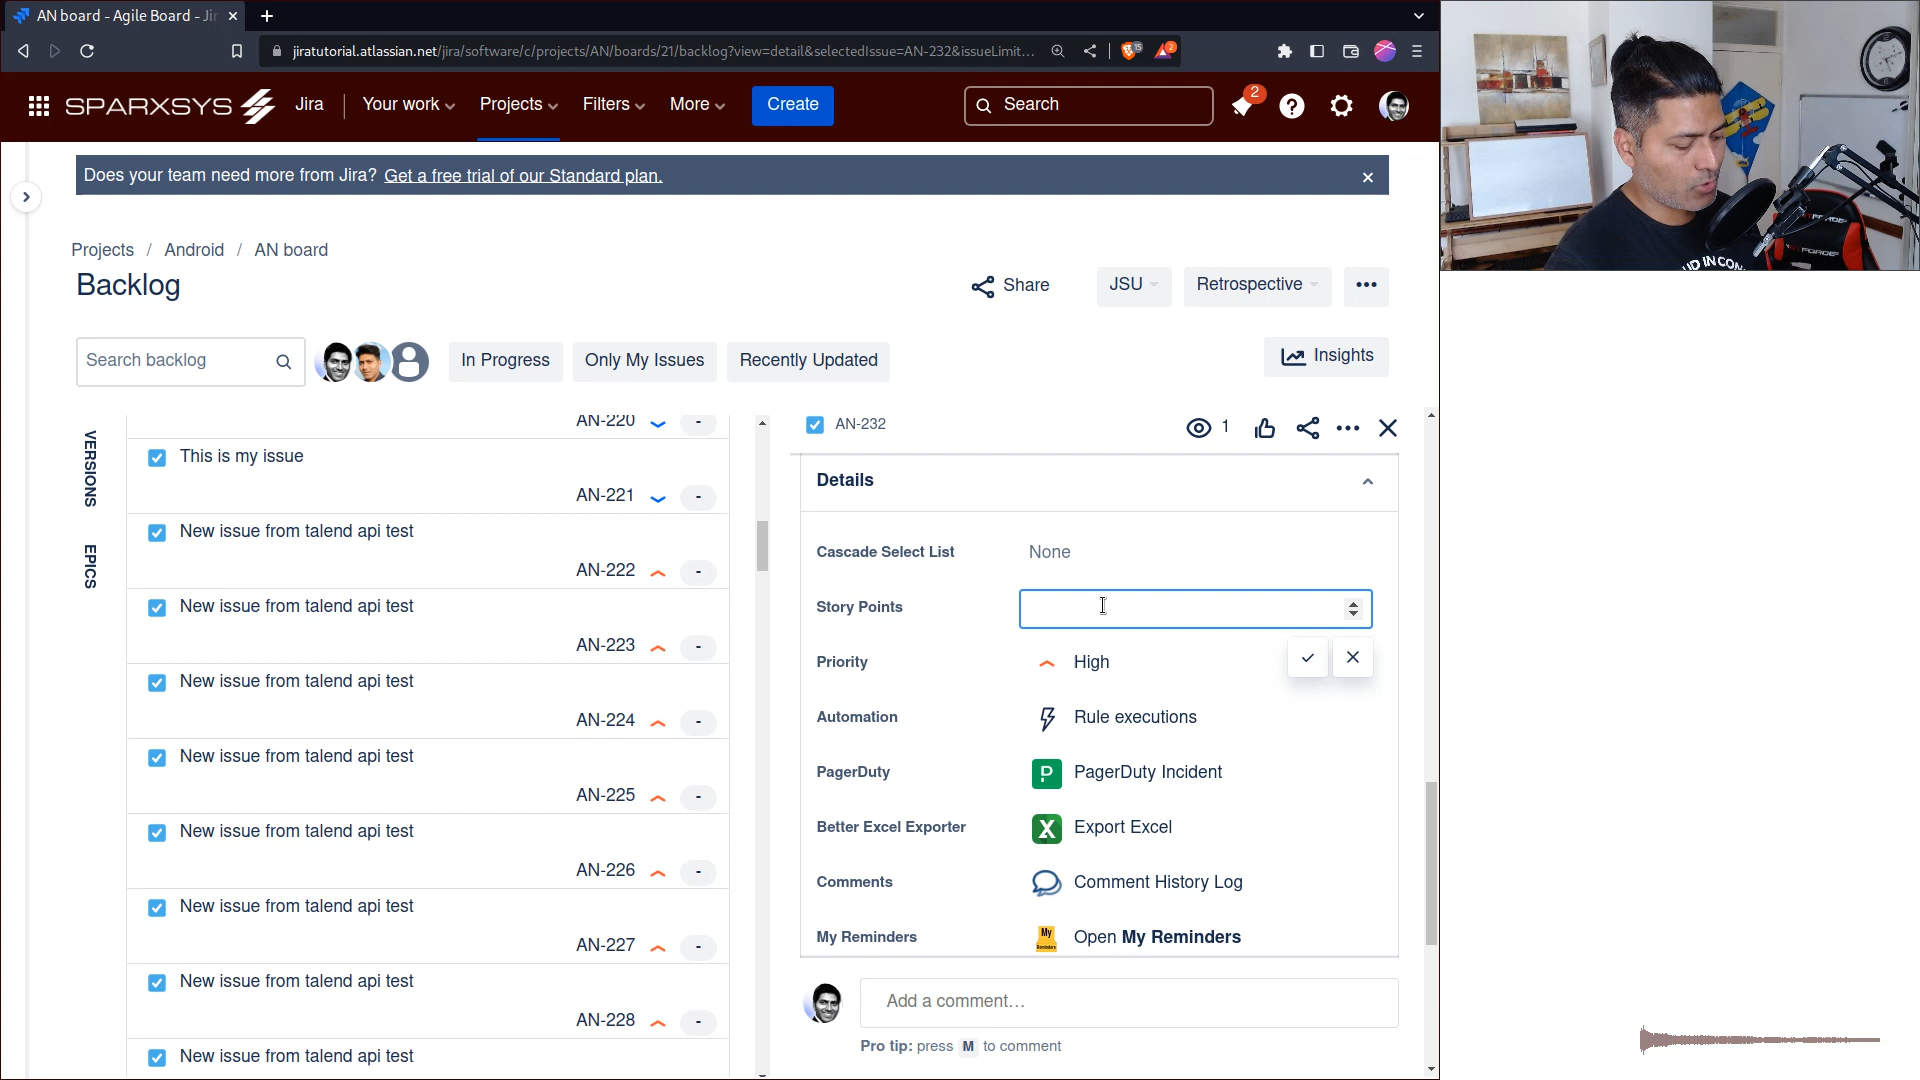 AN board - Agile Board - Jir
jiratutorial.atlassian.net/jira/software/c/projects/AN/boards/21/backlog?view=detail&selectedIssue=AN-232&issueLimit...
15
2
SPARXSYS
Jira
Your work
Projects
Filters
More
Create
Search
2
Does your team need more from Jira? Get a free trial of our Standard plan.
Projects / Android / AN board
Backlog
Share
JSU
Retrospective
Search backlog
In Progress
Only My Issues
Recently Updated
Insights
VERSIONS
EPICS
AN-220 -
This is my issue
AN-221 -
New issue from talend api test
AN-222 -
New issue from talend api test
AN-223 -
New issue from talend api test
AN-224 -
New issue from talend api test
AN-225 -
New issue from talend api test
AN-226 -
New issue from talend api test
AN-227 -
New issue from talend api test
AN-228 -
New issue from talend api test
AN-232
1
Details
Cascade Select List None
Story Points
Priority High
Automation Rule executions
PagerDuty P PagerDuty Incident
Better Excel Exporter X Export Excel
Comments Comment History Log
My Reminders My Open My Reminders
Add a comment...
Pro tip: press M to comment